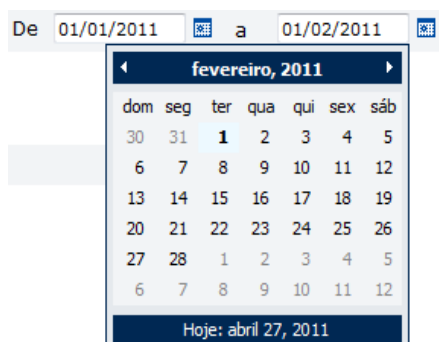 De 01/01/2011 a 01/02/2011
fevereiro, 2011
dom seg ter qua qui sex sáb
30 31 1 2 3 4 5
6 7 8 9 10 11 12
13 14 15 16 17 18 19
20 21 22 23 24 25 26
27 28 1 2 3 4 5
6 7 8 9 10 11 12
Hoje: abril 27, 2011